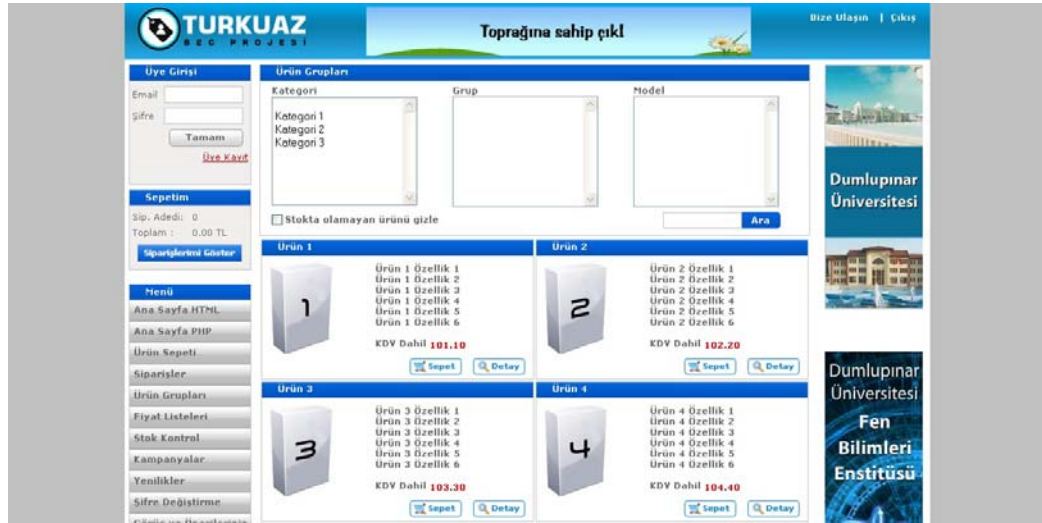 TURKUAZ
BEC PROJESİ
Toprağına sahip çık!
Bize Ulaşın | Çıkış
Üye Girişi
Email
Şifre
Tamam
Üye Kayıt
Sepetim
Sip. Adedi: 0
Toplam : 0.00 TL
Siparişlerimi Göster
Menü
Ana Sayfa HTML
Ana Sayfa PHP
Ürün Sepeti
Siparişler
Ürün Grupları
Fiyat Listeleri
Stok Kontrol
Kampanyalar
Yenilikler
Şifre Değiştirme
Ürün Grupları
Kategori
Grup
Model
Kategori 1
Kategori 2
Kategori 3
Stokta olamayan ürünü gizle
Ara
Ürün 1
1
Ürün 1 Özellik 1
Ürün 1 Özellik 2
Ürün 1 Özellik 3
Ürün 1 Özellik 4
Ürün 1 Özellik 5
Ürün 1 Özellik 6
KDV Dahil 101.10
Sepet
Detay
Ürün 2
2
Ürün 2 Özellik 1
Ürün 2 Özellik 2
Ürün 2 Özellik 3
Ürün 2 Özellik 4
Ürün 2 Özellik 5
Ürün 2 Özellik 6
KDV Dahil 102.20
Sepet
Detay
Ürün 3
3
Ürün 3 Özellik 1
Ürün 3 Özellik 2
Ürün 3 Özellik 3
Ürün 3 Özellik 4
Ürün 3 Özellik 5
Ürün 3 Özellik 6
KDV Dahil 103.30
Sepet
Detay
Ürün 4
4
Ürün 4 Özellik 1
Ürün 4 Özellik 2
Ürün 4 Özellik 3
Ürün 4 Özellik 4
Ürün 4 Özellik 5
Ürün 4 Özellik 6
KDV Dahil 104.40
Sepet
Detay
Dumlupınar
Üniversitesi
Dumlupınar
Üniversitesi
Fen
Bilimleri
Enstitüsü